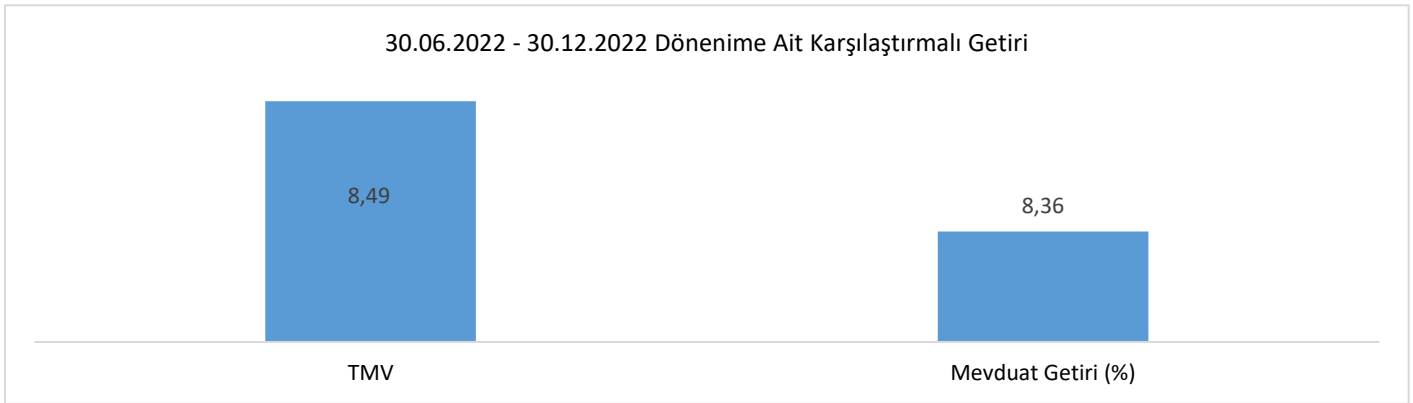 30.06.2022 - 30.12.2022 Dönenime Ait Karşılaştırmalı Getiri
8,49
8,36
TMV
Mevduat Getiri (%)